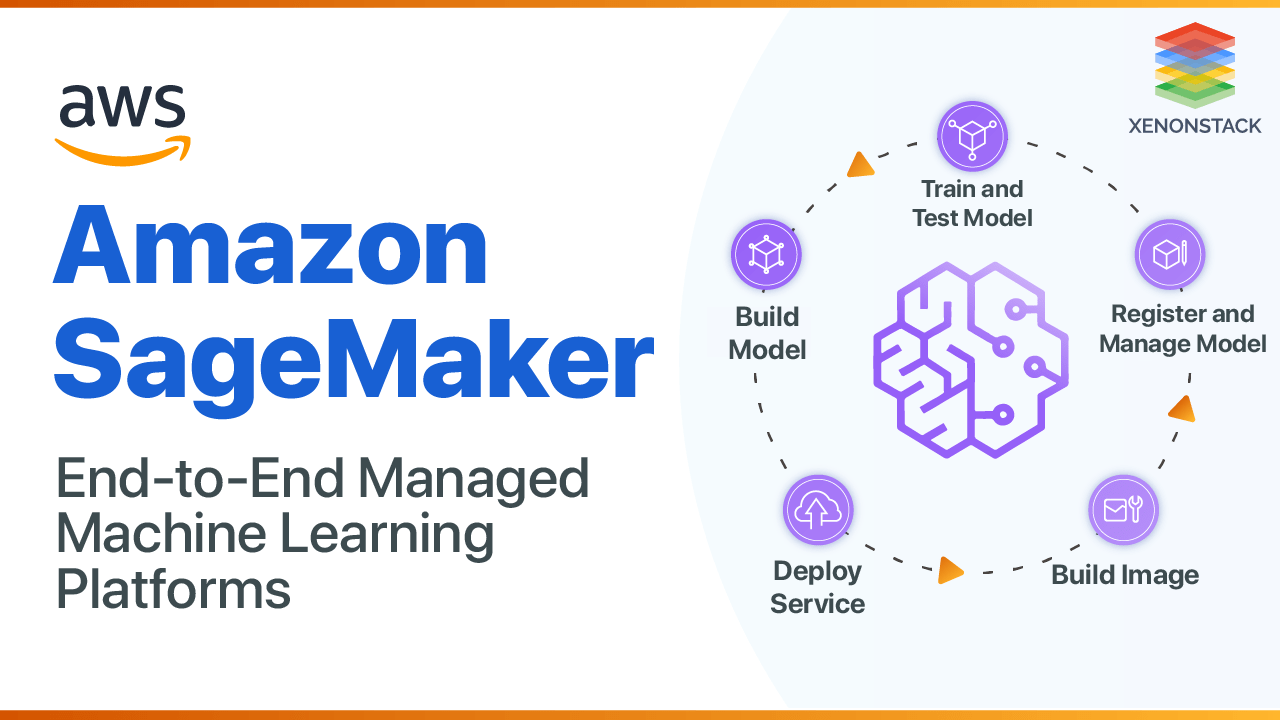 aws
Amazon
SageMaker
End-to-End Managed
Machine Learning
Platforms
XENONSTACK
Train and
Test Model
Build
Model
Register and
Manage Model
Deploy
Service
Build Image